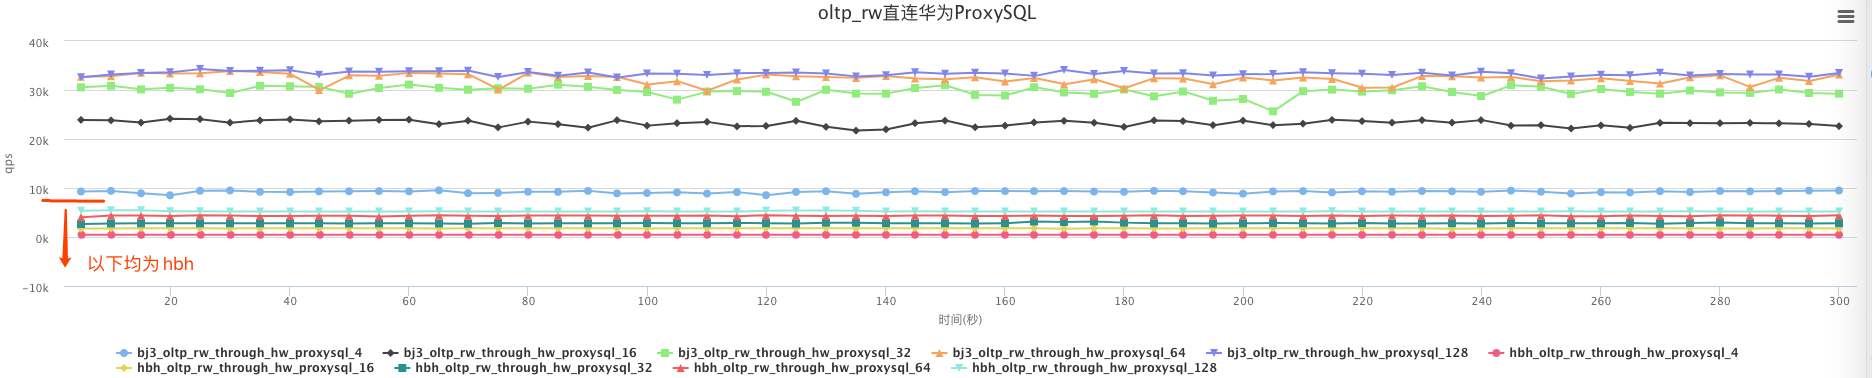 oltp_rw直连华为ProxySQL
40k
30k
20k
10k
0k
-10k
qps
以下均为 hbh
20 40 60 80 100 120 140 160 180 200 220 240 260 280 300
时间(秒)
bj3_oltp_rw_through_hw_proxysql_4 bj3_oltp_rw_through_hw_proxysql_16 bj3_oltp_rw_through_hw_proxysql_32 bj3_oltp_rw_through_hw_proxysql_64 bj3_oltp_rw_through_hw_proxysql_128 hbh_oltp_rw_through_hw_proxysql_4
hbh_oltp_rw_through_hw_proxysql_16 hbh_oltp_rw_through_hw_proxysql_32 hbh_oltp_rw_through_hw_proxysql_64 hbh_oltp_rw_through_hw_proxysql_128